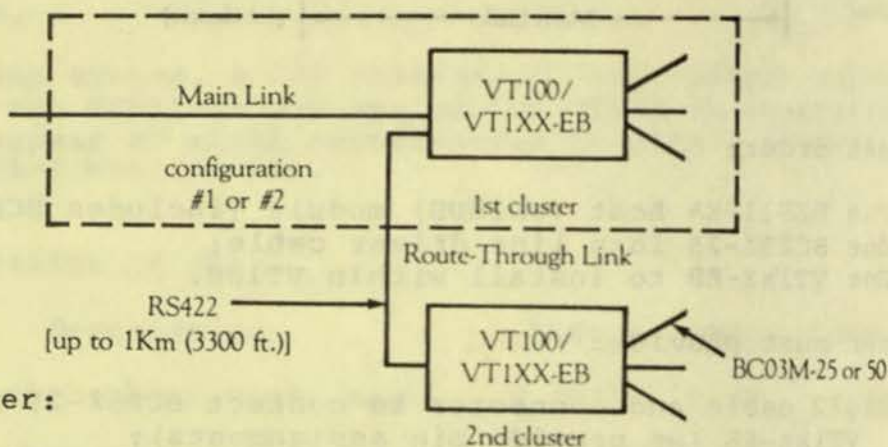 Main Link
VT100/
VT1XX-EB
configuration
#1 or #2
1st cluster
Route-Through Link
RS422
[up to 1Km (3300 ft.)]
VT100/
VT1XX-EB
BC03M-25 or 50
er:
2nd cluster